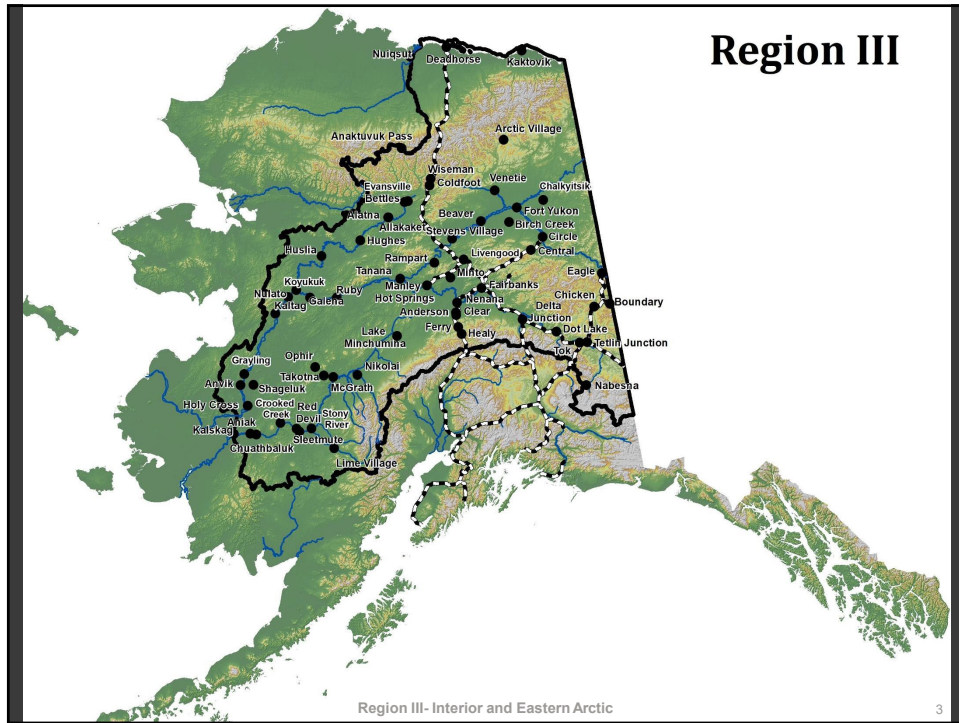 Region III
Nuiqsut
Deadhorse
Kaktovik
Anaktuvuk Pass
Arctic Village
Wiseman
Coldfoot
Venetie
Chalkyitsik
Evansville
Bettles
Alatna
Allakaket
Beaver
Fort Yukon
Birch Creek
Stevens Village
Circle
Hughes
Huslia
Rampart
Livengood
Central
Tanana
Minto
Eagle
Koyukuk
Nulato
Galena
Ruby
Kaltag
Manley
Hot Springs
Fairbanks
Nenana
Chicken
Boundary
Anderson
Clear
Delta
Junction
Ferry
Healy
Dot Lake
Lake
Minchumina
Tok
Tetlin Junction
Grayling
Ophir
Nikolai
Takotna
McGrath
Anvik
Shageluk
Nabesna
Holy Cross
Crooked
Creek
Red
Devil
Stony
River
Aniak
Kalskag
Sleetmute
Chuathbaluk
Lime Village
Region III- Interior and Eastern Arctic
3